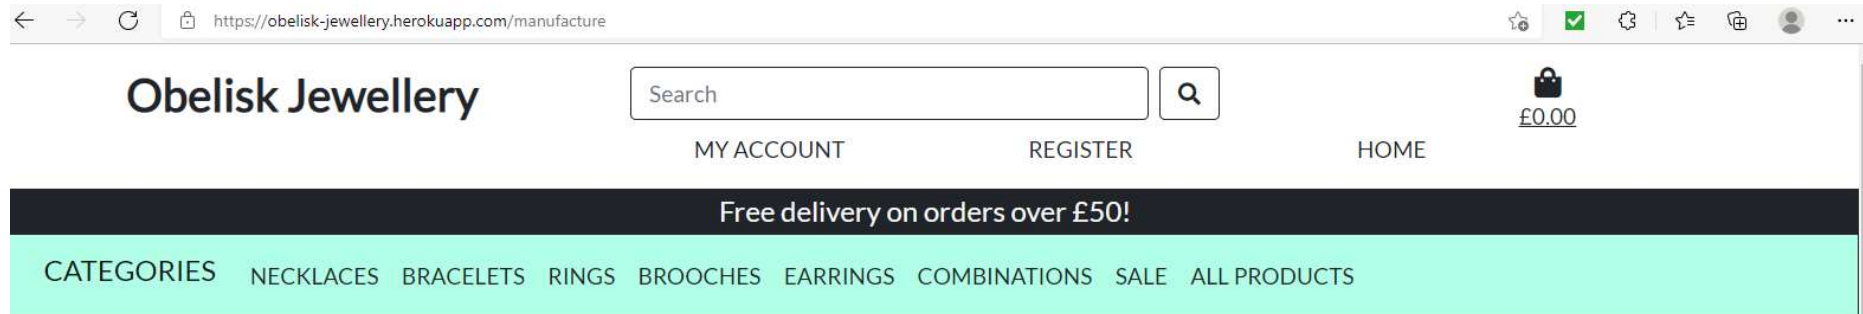 https://obelisk-jewellery.herokuapp.com/manufacture
Obelisk Jewellery
Search
£0.00
MY ACCOUNT REGISTER HOME
Free delivery on orders over £50!
CATEGORIES NECKLACES BRACELETS RINGS BROOCHES EARRINGS COMBINATIONS SALE ALL PRODUCTS